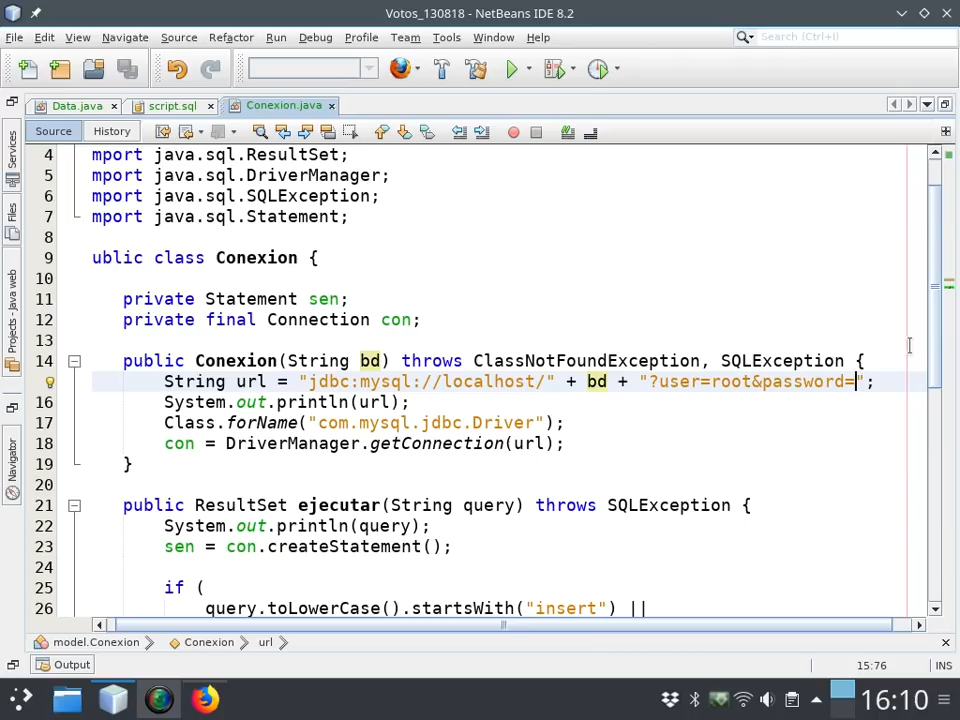 Votos_130818 - NetBeans IDE 8.2
File Edit View Navigate Source Refactor Run Debug Profile Team Tools Window Help
Search (Ctrl+I)
Data.java script.sql Conexion.java
Source History
Services
Files
Projects - Java web
Navigator
4 mport java.sql.ResultSet;
5 mport java.sql.DriverManager;
6 mport java.sql.SQLException;
7 mport java.sql.Statement;
8
9 ublic class Conexion {
10
11 private Statement sen;
12 private final Connection con;
13
14 public Conexion(String bd) throws ClassNotFoundException, SQLException {
String url = "jdbc:mysql://localhost/" + bd + "?user=root&password=";
16 System.out.println(url);
17 Class.forName("com.mysql.jdbc.Driver");
18 con = DriverManager.getConnection(url);
19 }
20
21 public ResultSet ejecutar(String query) throws SQLException {
22 System.out.println(query);
23 sen = con.createStatement();
24
25 if (
26 query.toLowerCase().startsWith("insert") ||
model.Conexion Conexion url
Output
15:76 INS
16:10